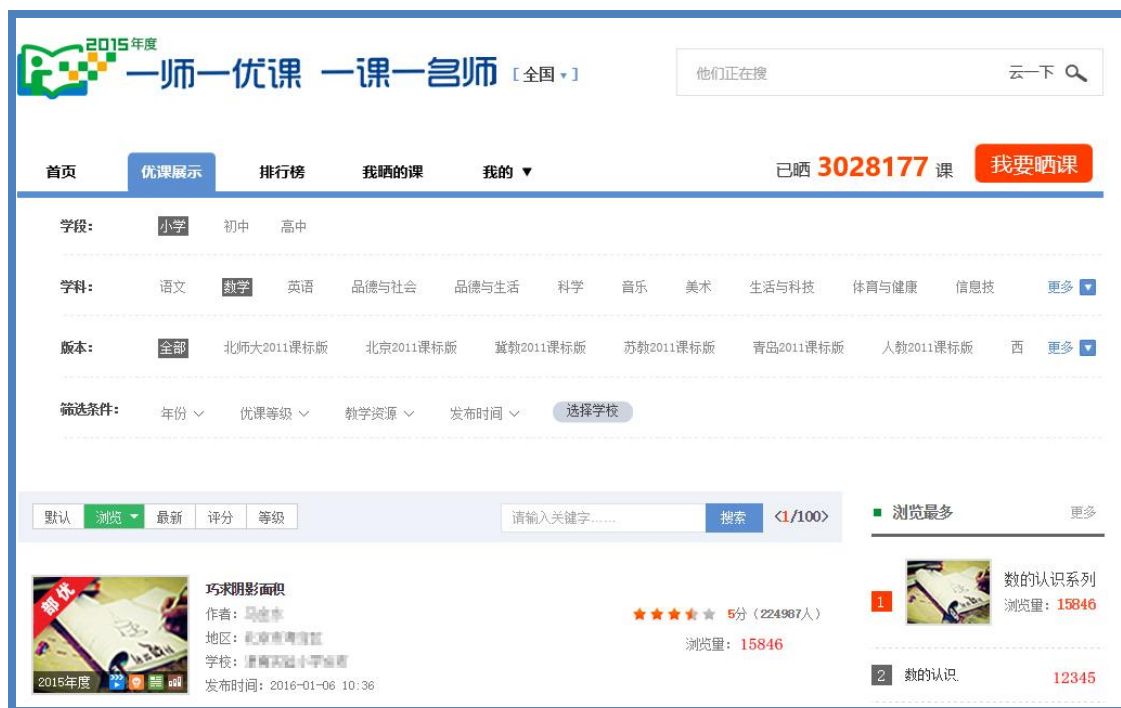 2015年度
一师一优课 一课一名师 [全国▾]
他们正在搜 云一下
首页 优课展示 排行榜 我晒的课 我的 ▼ 已晒 3028177 课 我要晒课
学段： 小学 初中 高中
学科： 语文 数学 英语 品德与社会 品德与生活 科学 音乐 美术 生活与科技 体育与健康 信息技 更多
版本： 全部 北师大2011课标版 北京2011课标版 冀教2011课标版 苏教2011课标版 青岛2011课标版 人教2011课标版 西 更多
筛选条件： 年份 优课等级 教学资源 发布时间 选择学校
默认 浏览 最新 评分 等级 请输入关键字...... 搜索 <1/100>
浏览最多 更多
部优
2015年度
巧求阴影面积
作者：
地区：
学校：
发布时间：2016-01-06 10:36
5分（224987人）
浏览量：15846
1 数的认识系列
浏览量：15846
2 数的认识 12345